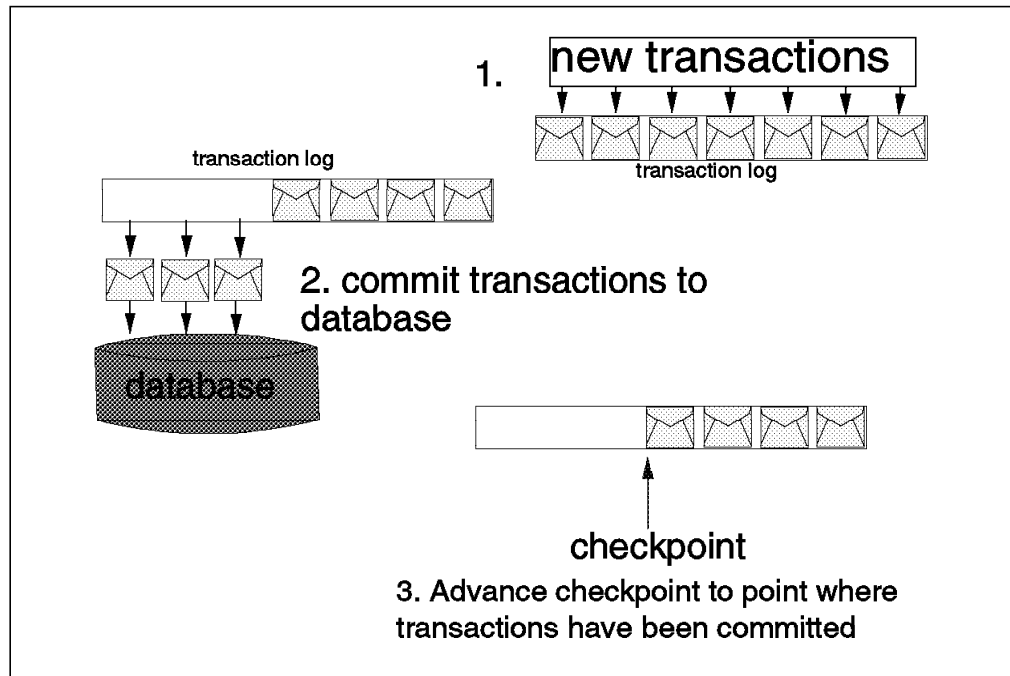 1.
new transactions
transaction log
transaction log
2. commit transactions to
database
database
checkpoint
3. Advance checkpoint to point where
transactions have been committed